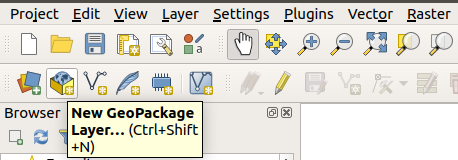 Project Edit View Layer Settings Plugins Vector Raster
New GeoPackage
Layer... (Ctrl+Shift
+N)
Browser